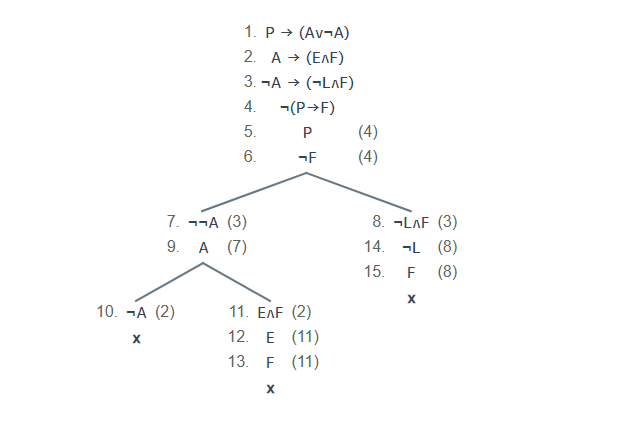 1. P → (A∨¬A)
2. A → (E∧F)
3. ¬A → (¬L∧F)
4. ¬(P→F)
5. P (4)
6. ¬F (4)
7. ¬¬A (3) 8. ¬L∧F (3)
9. A (7) 14. ¬L (8)
15. F (8)
x
10. ¬A (2) 11. E∧F (2)
x 12. E (11)
13. F (11)
x